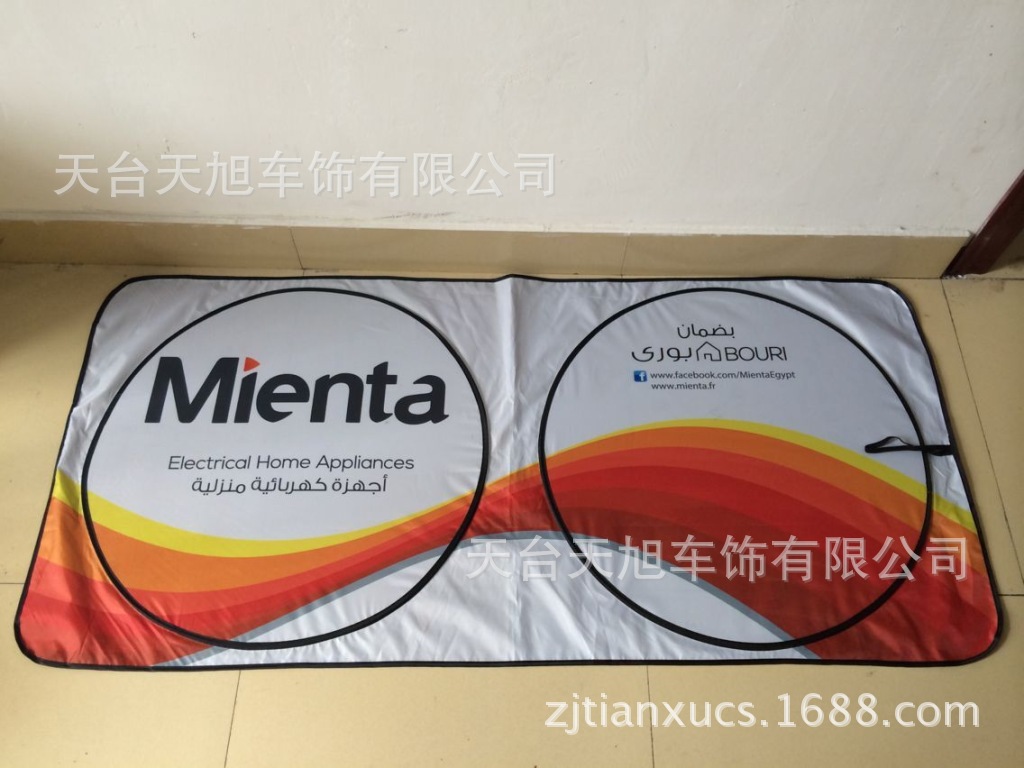 天台天旭车饰有限公司
Mienta
Electrical Home Appliances
أجهزة كهربائية منزلية
بضمان
بورى BOURI
www.facebook.com/MientaEgypt
www.mienta.fr
天台天旭车饰有限公司
zjtianxucs.1688.com